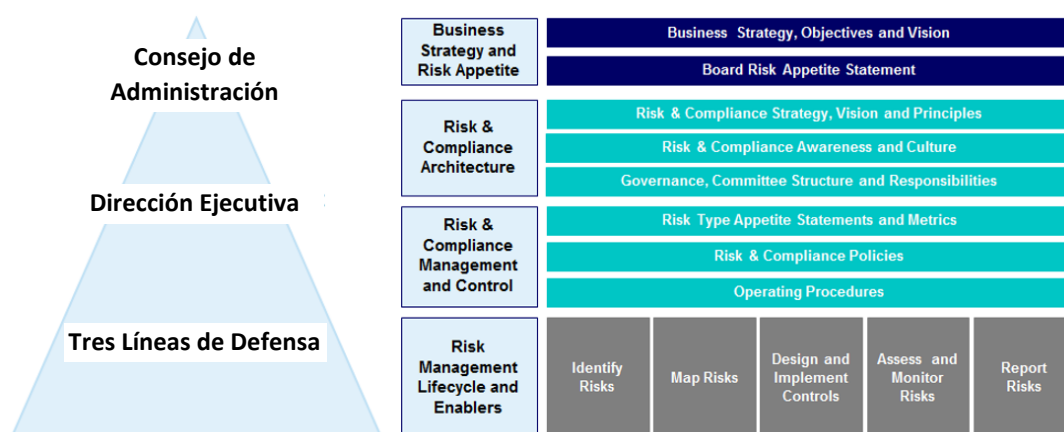 Consejo de
Administración
Dirección Ejecutiva
Tres Líneas de Defensa
Business
Strategy and
Risk Appetite
Business Strategy, Objectives and Vision
Board Risk Appetite Statement
Risk &
Compliance
Architecture
Risk & Compliance Strategy, Vision and Principles
Risk & Compliance Awareness and Culture
Governance, Committee Structure and Responsibilities
Risk &
Compliance
Management
and Control
Risk Type Appetite Statements and Metrics
Risk & Compliance Policies
Operating Procedures
Risk
Management
Lifecycle and
Enablers
Identify
Risks
Map Risks
Design and
Implement
Controls
Assess and
Monitor
Risks
Report
Risks